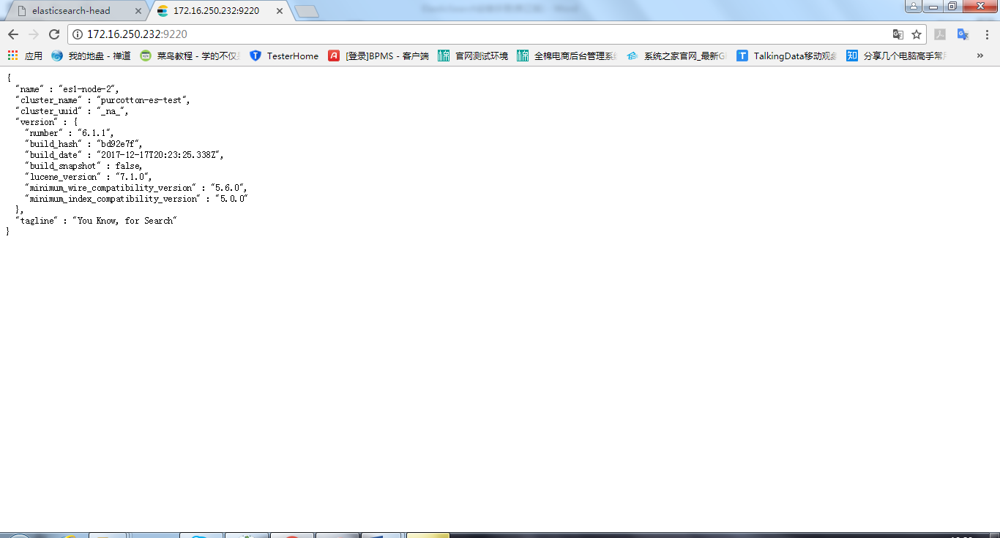 elasticsearch-head
172.16.250.232:9220
172.16.250.232:9220
应用
我的地盘 - 禅道
菜鸟教程 - 学的不仅
TesterHome
[登录]BPMS - 客户端
官网测试环境
全棉电商后台管理系
系统之家官网_最新G
TalkingData移动观
分享几个电脑高手常
{
"name" : "es1-node-2",
"cluster_name" : "purcotton-es-test",
"cluster_uuid" : "_na_",
"version" : {
"number" : "6.1.1",
"build_hash" : "bd92e7f",
"build_date" : "2017-12-17T20:23:25.338Z",
"build_snapshot" : false,
"lucene_version" : "7.1.0",
"minimum_wire_compatibility_version" : "5.6.0",
"minimum_index_compatibility_version" : "5.0.0"
},
"tagline" : "You Know, for Search"
}